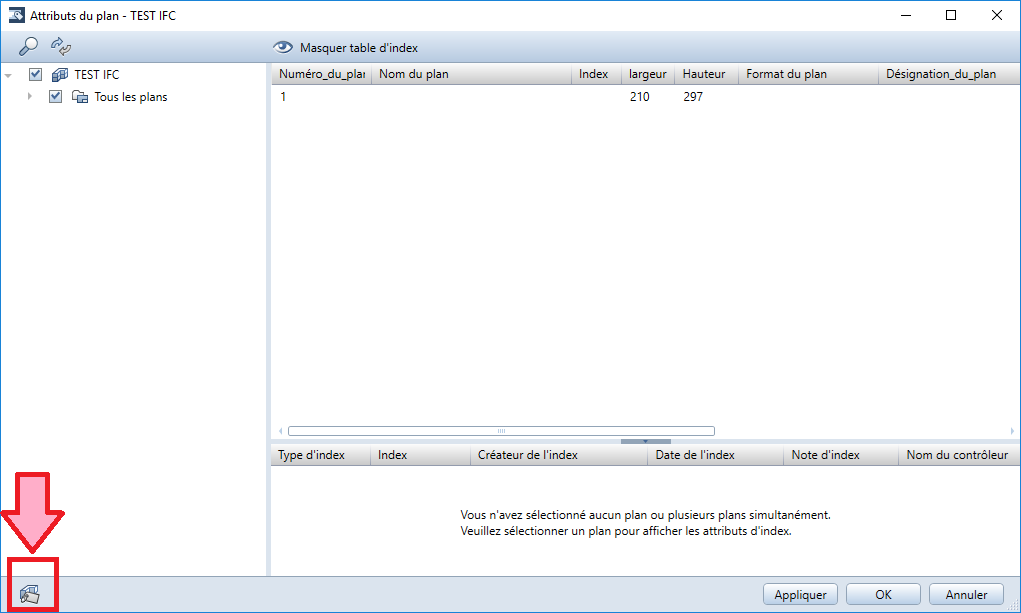 Attributs du plan - TEST IFC
Masquer table d'index
TEST IFC
Tous les plans
Numéro_du_plan Nom du plan Index largeur Hauteur Format du plan Désignation_du_plan
1 210 297
Type d'index Index Créateur de l'index Date de l'index Note d'index Nom du contrôleur
Vous n'avez sélectionné aucun plan ou plusieurs plans simultanément.
Veuillez sélectionner un plan pour afficher les attributs d'index.
Appliquer OK Annuler